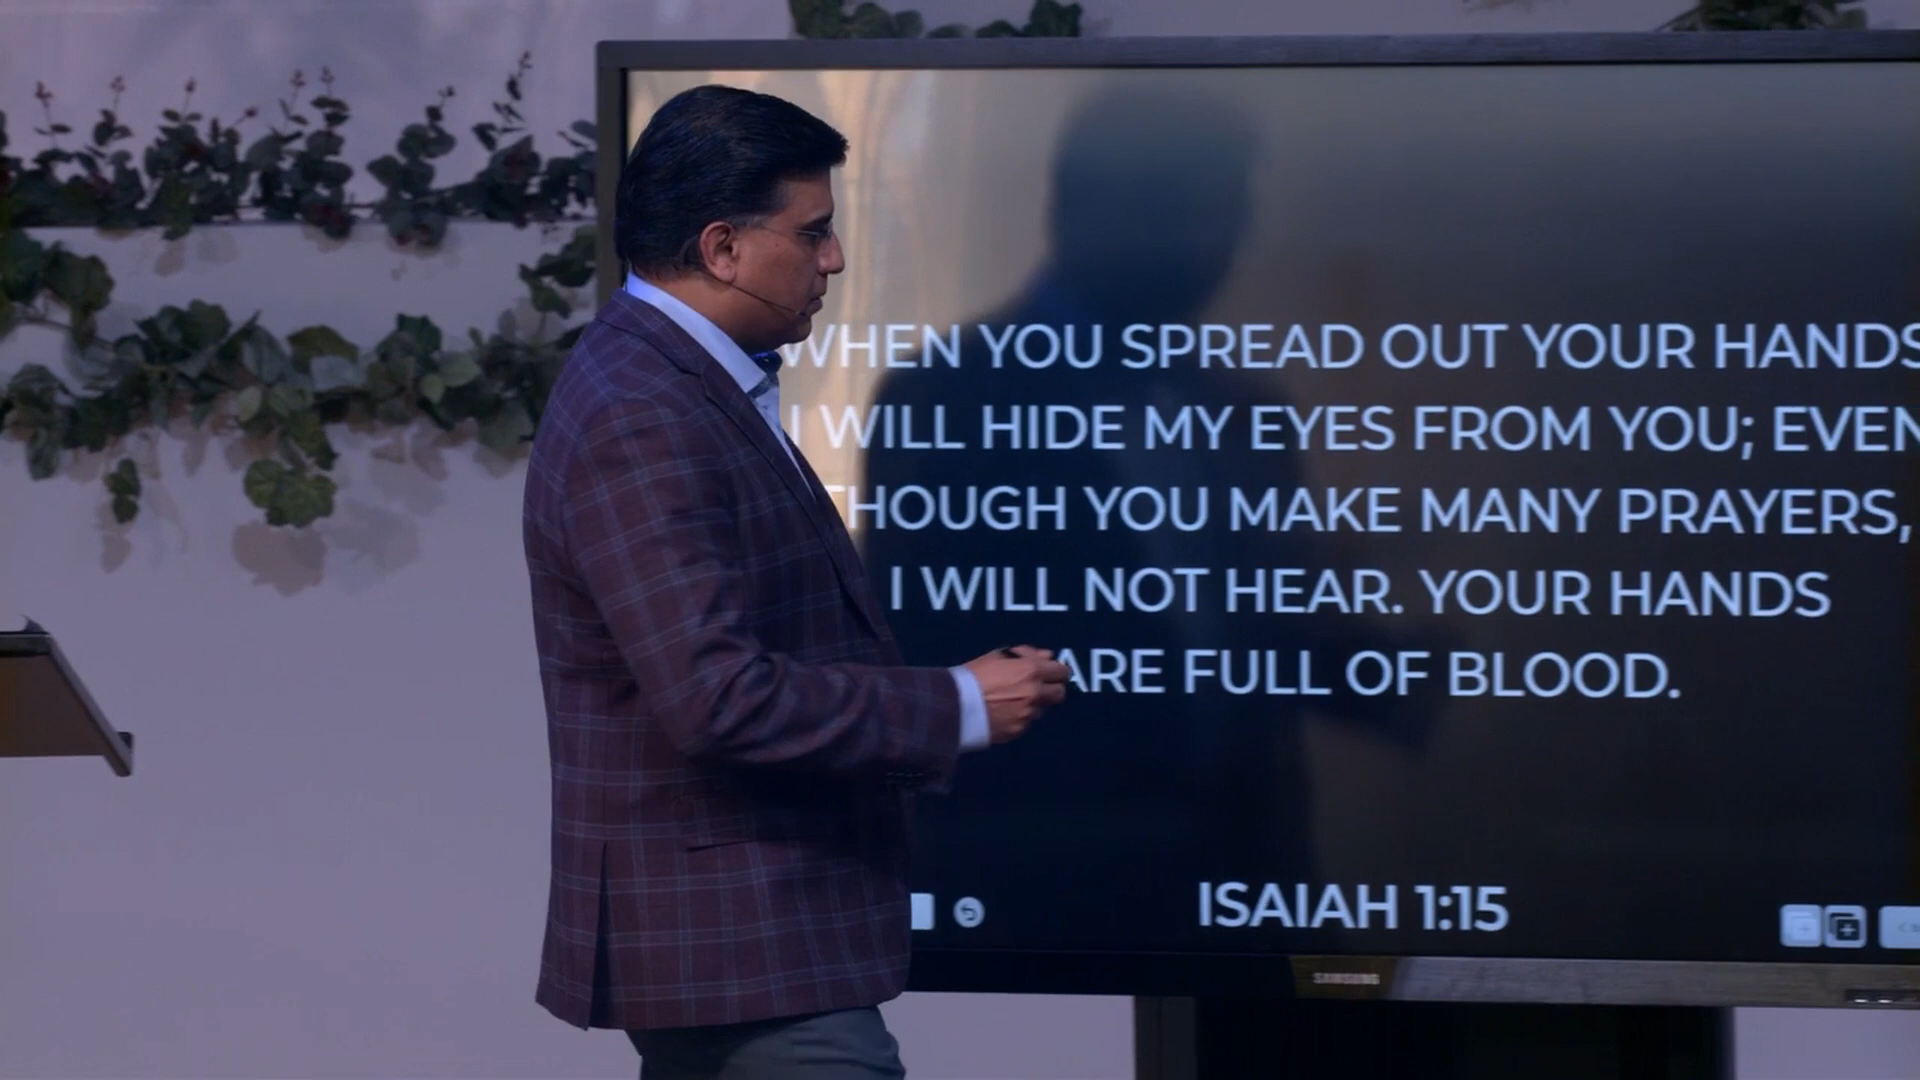 WHEN YOU SPREAD OUT YOUR HANDS
I WILL HIDE MY EYES FROM YOU; EVEN
THOUGH YOU MAKE MANY PRAYERS,
I WILL NOT HEAR. YOUR HANDS
ARE FULL OF BLOOD.
ISAIAH 1:15
SAMSUNG